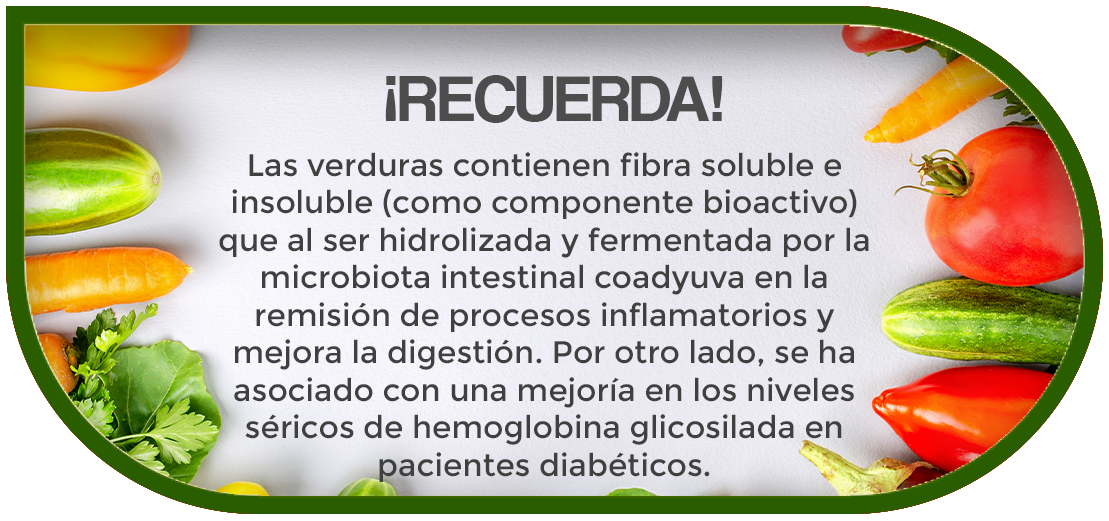 ¡RECUERDA!
Las verduras contienen fibra soluble e
insoluble (como componente bioactivo)
que al ser hidrolizada y fermentada por la
microbiota intestinal coadyuva en la
remisión de procesos inflamatorios y
mejora la digestión. Por otro lado, se ha
asociado con una mejoría en los niveles
séricos de hemoglobina glicosilada en
pacientes diabéticos.